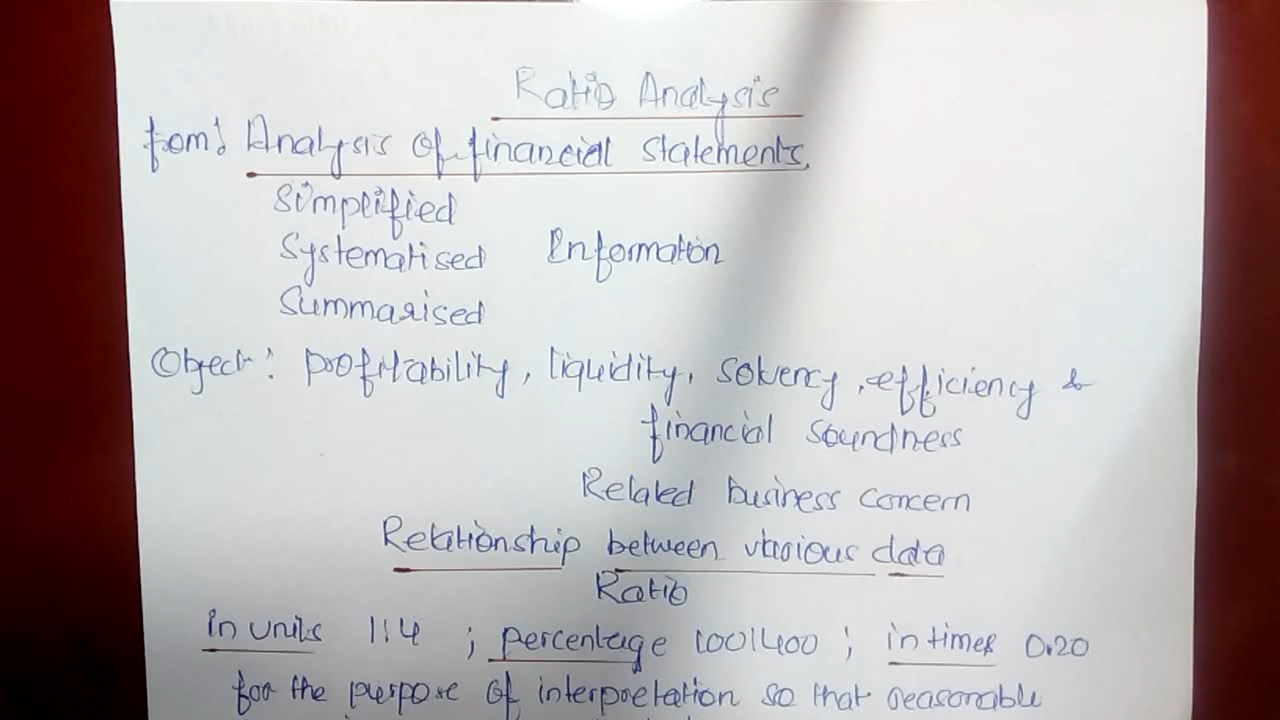 Ratio Analysis
from: Analysis of financial statements.
Simplified
Systematised Information
Summarised
Object: profitability, liquidity, solvency, efficiency &
financial soundness
Related business concern
Relationship between various data
Ratio
in units 1:4 ; percentage 100/400 ; in times 0.20
for the purpose of interpretation so that reasonable